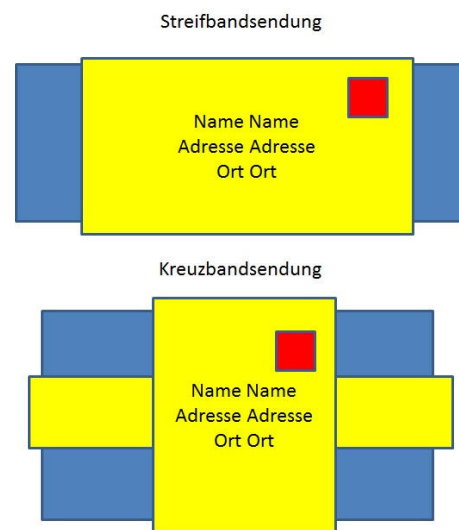 Streifbandsendung
Name Name
Adresse Adresse
Ort Ort
Kreuzbandsendung
Name Name
Adresse Adresse
Ort Ort